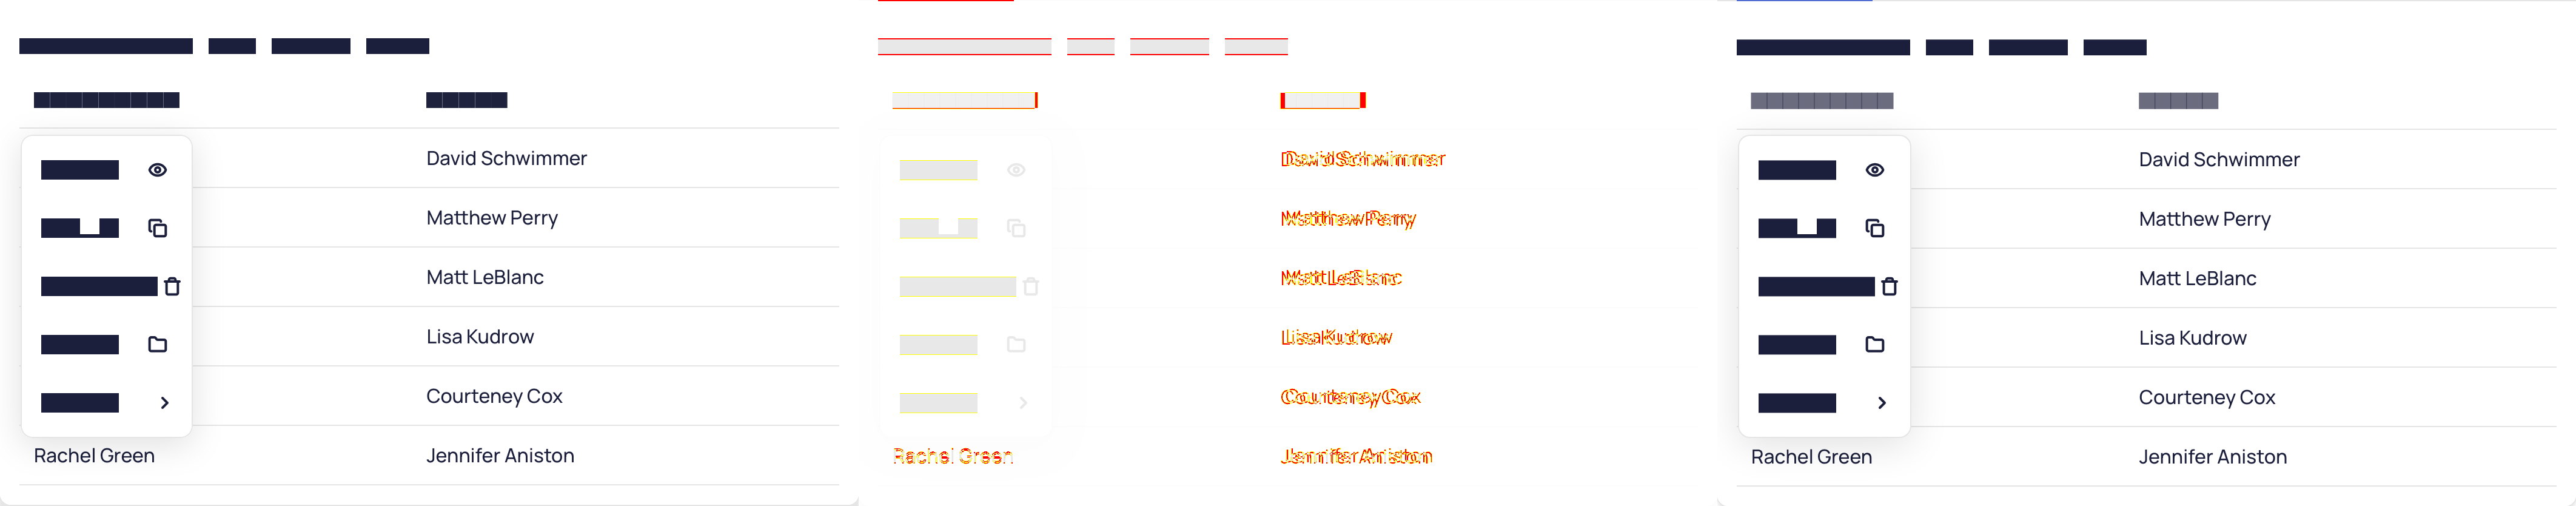 David Schwimmer
Matthew Perry
Matt LeBlanc
Lisa Kudrow
Courteney Cox
Rachel Green
Jennifer Aniston
David Schwimmer
Matthew Perry
Matt LeBlanc
Lisa Kudrow
Courteney Cox
Rachel Green
Jennifer Aniston
David Schwimmer
Matthew Perry
Matt LeBlanc
Lisa Kudrow
Courteney Cox
Rachel Green
Jennifer Aniston